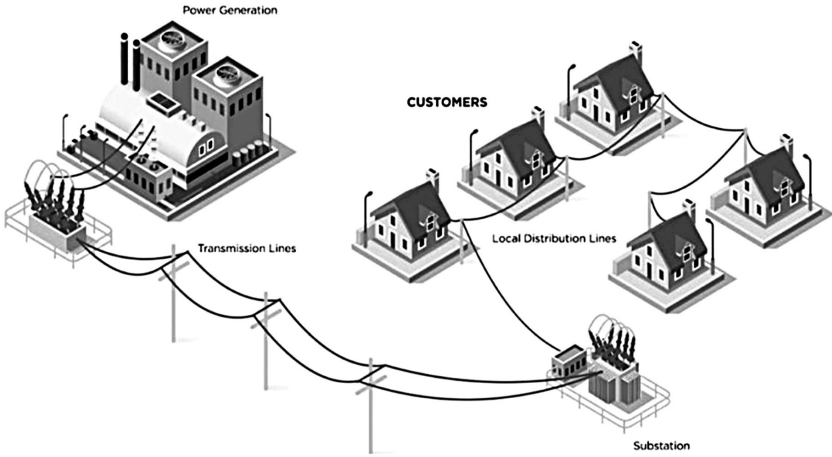 Power Generation
CUSTOMERS
Transmission Lines
Local Distribution Lines
Substation